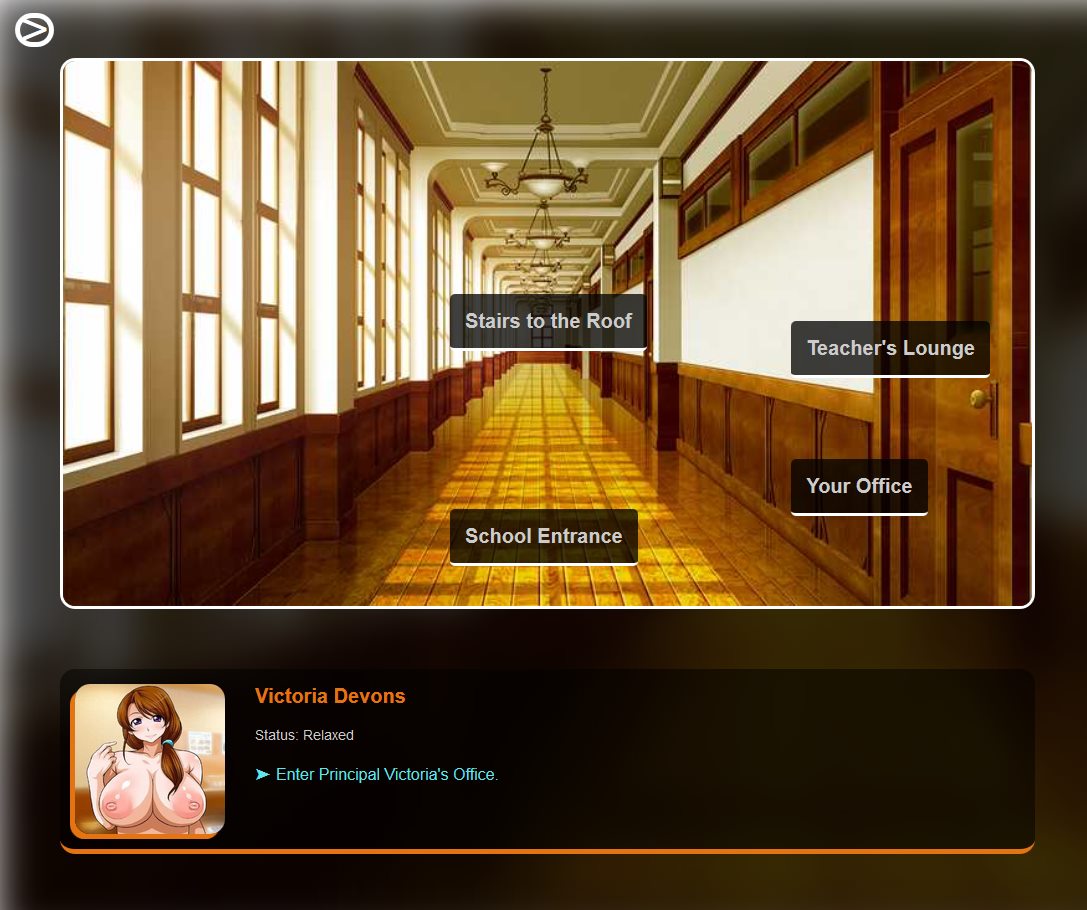 Stairs to the Roof
Teacher's Lounge
Your Office
School Entrance
Victoria Devons
Status: Relaxed
➤ Enter Principal Victoria's Office.